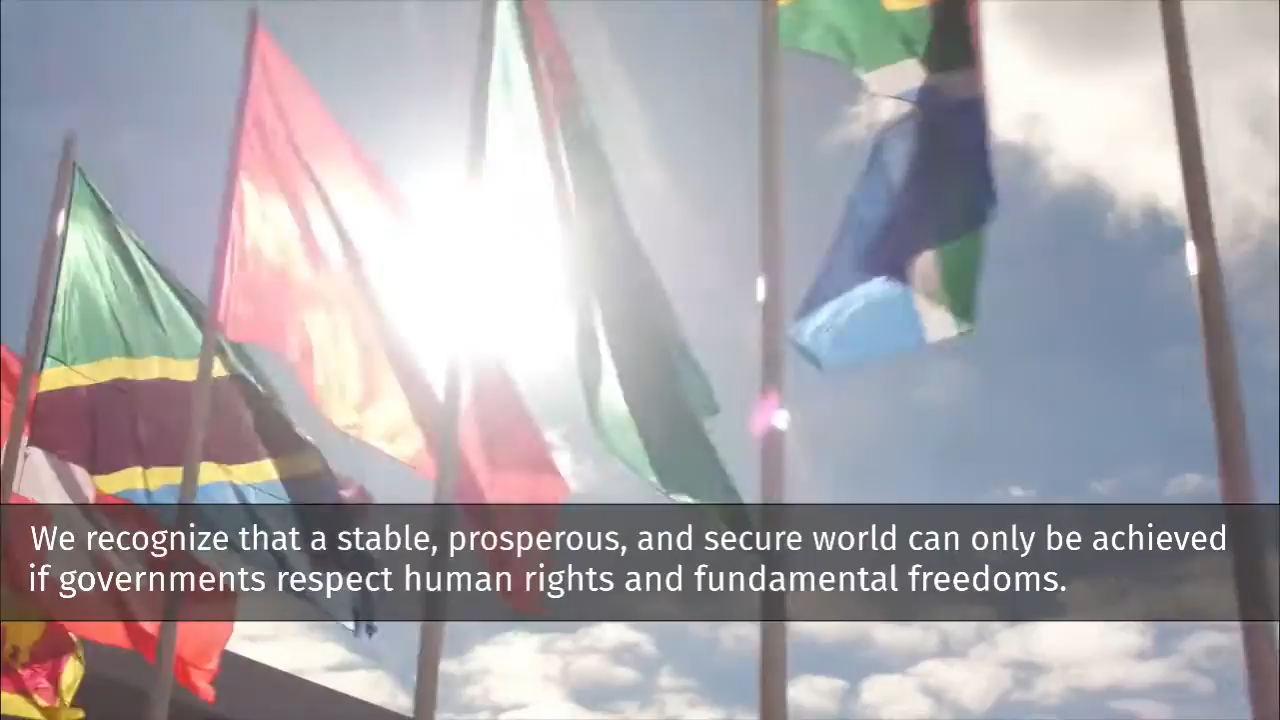 We recognize that a stable, prosperous, and secure world can only be achieved
if governments respect human rights and fundamental freedoms.